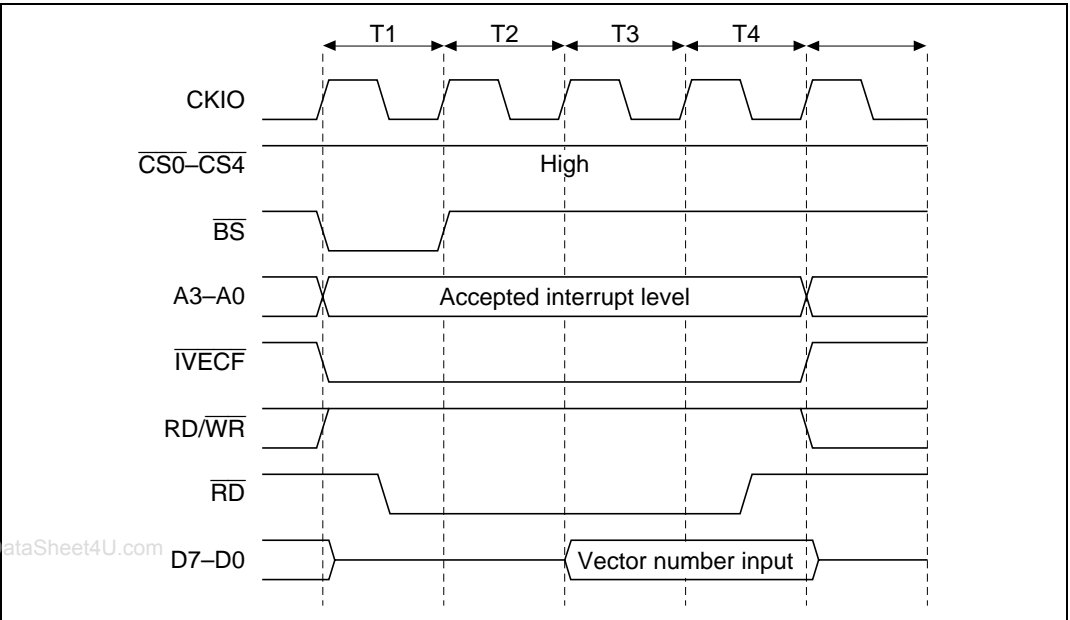 T1 T2 T3 T4
CKIO
CS0–CS4 High
BS
A3–A0 Accepted interrupt level
IVECF
RD/WR
RD
ataSheet4U.com
D7–D0 Vector number input